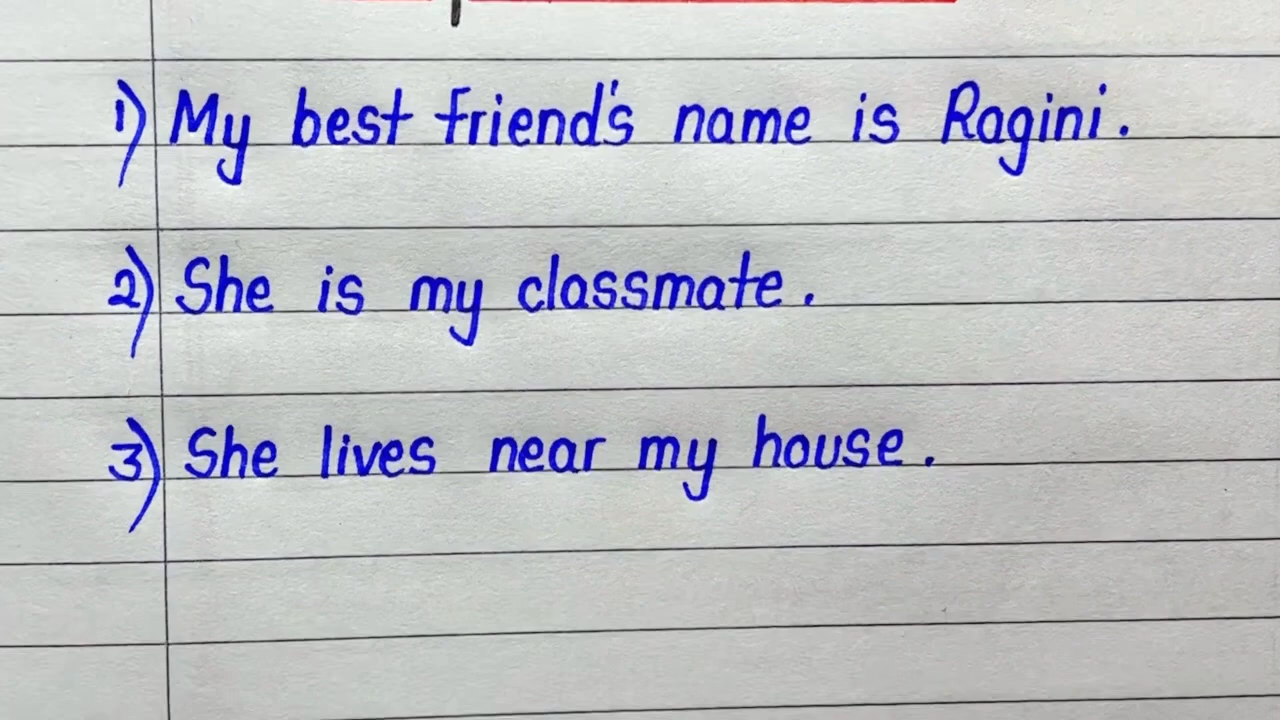 1) My best friend's name is Ragini.
2) She is my classmate.
3) She lives near my house.